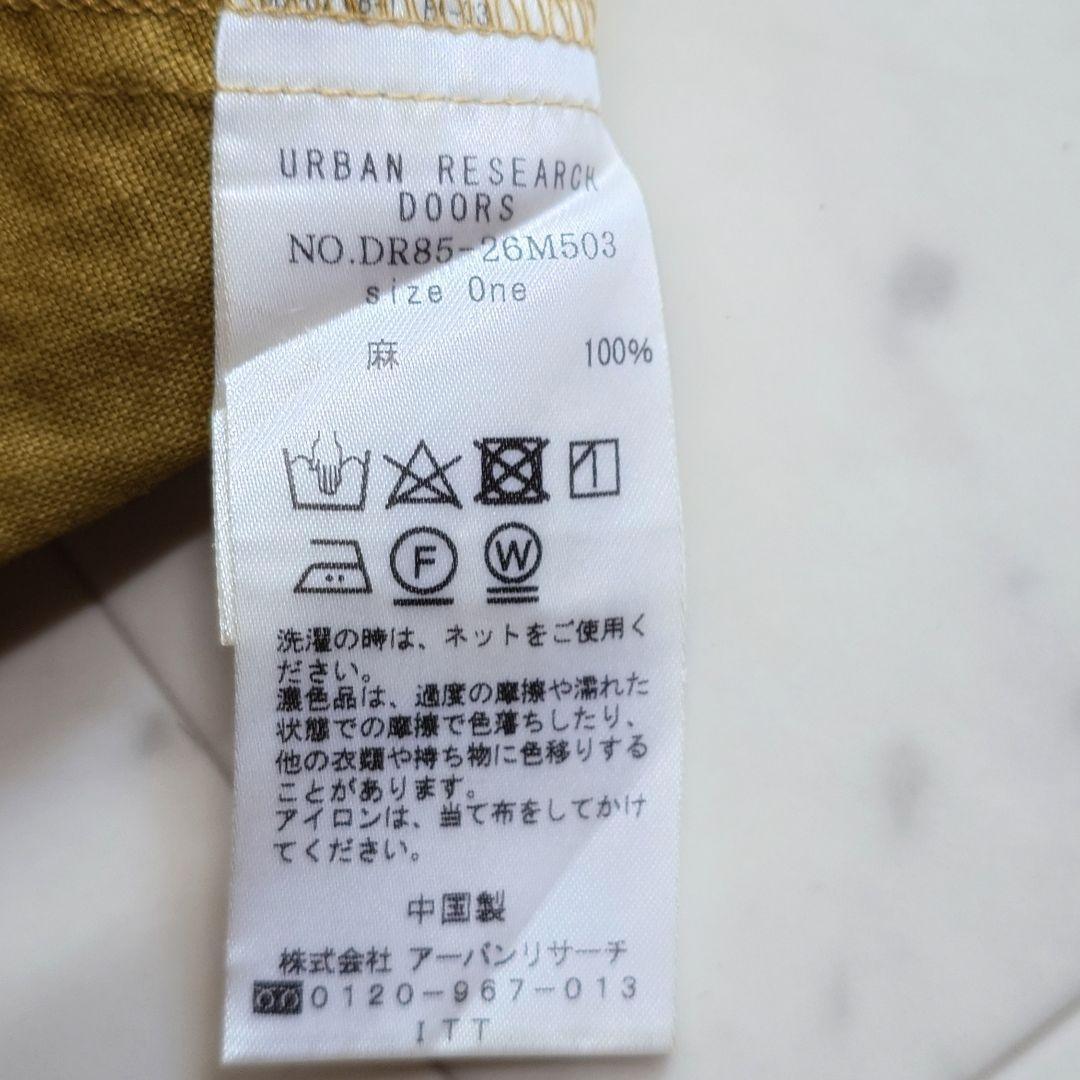 URBAN RESEARCH
DOORS
NO.DR85-26M503
size One
麻 100%
F W
洗濯の時は、ネットをご使用く
ださい。
濃色品は、過度の摩擦や濡れた
状態での摩擦で色落ちしたり、
他の衣類や持ち物に色移りする
ことがあります。
アイロンは、当て布をしてかけ
てください。
中国製
株式会社 アーバンリサーチ
0120-967-013
ITT